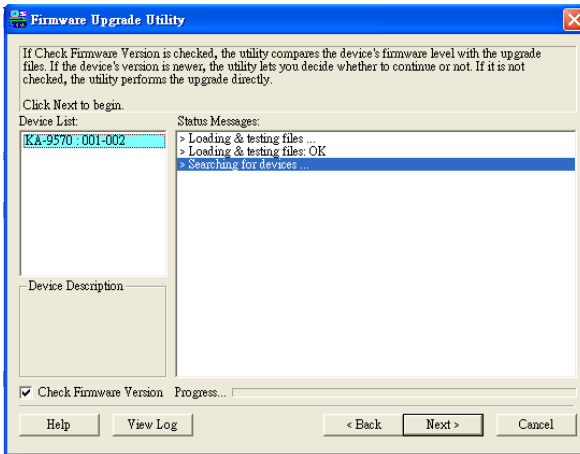 Firmware Upgrade Utility
If Check Firmware Version is checked, the utility compares the device's firmware level with the upgrade
files. If the device's version is newer, the utility lets you decide whether to continue or not. If it is not
checked, the utility performs the upgrade directly.
Click Next to begin.
Device List:
Status Messages:
KA-9570 : 001-002
> Loading & testing files ...
> Loading & testing files: OK
> Searching for devices ...
Device Description
Check Firmware Version
Progress...
Help
View Log
< Back
Next >
Cancel